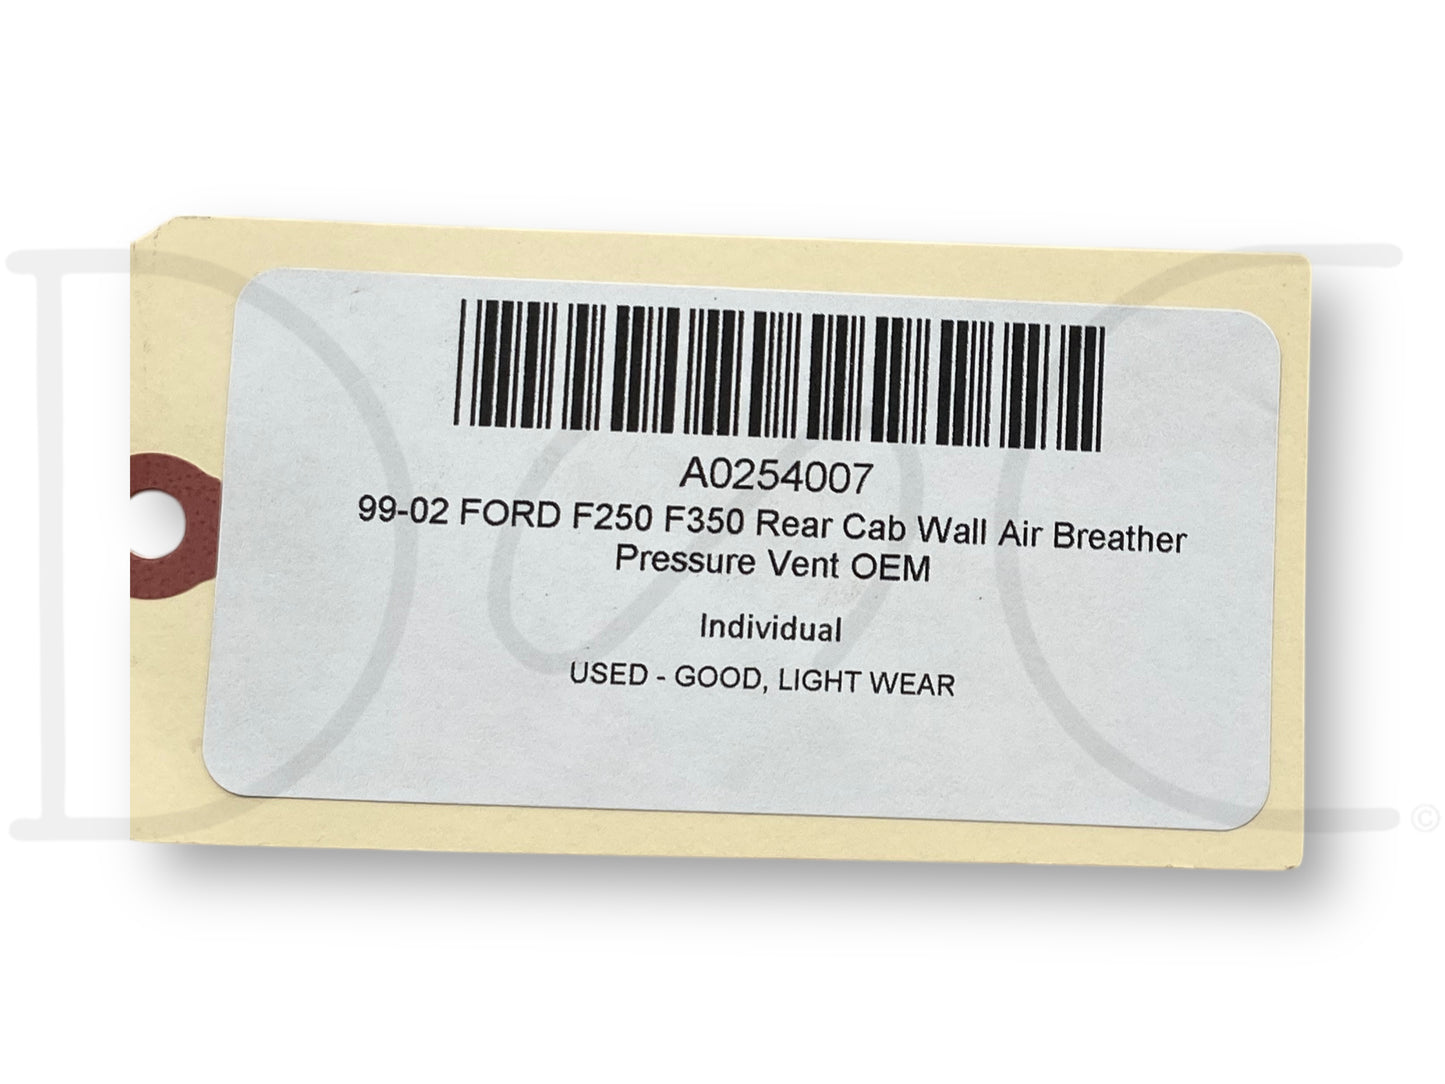 A0254007
99-02 FORD F250 F350 Rear Cab Wall Air Breather
Pressure Vent OEM
Individual
USED - GOOD, LIGHT WEAR
©